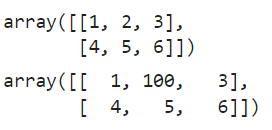 array([[1, 2, 3],
       [4, 5, 6]])
array([[  1, 100,   3],
       [  4,   5,   6]])